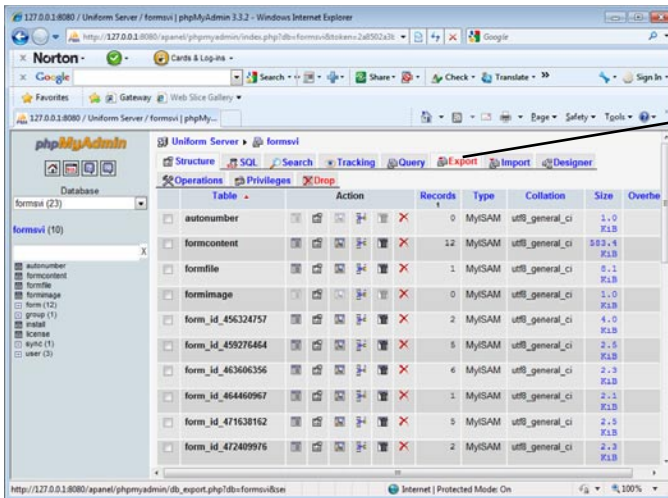 127.0.0.1:8080 / Uniform Server / formsvi | phpMyAdmin 3.3.2 - Windows Internet Explorer
http://127.0.0.1:8080/apanel/phpmyadmin/index.php?db=formsvi&token=2a8502a3
Google
Norton
Cards & Log-ins
Google
Search
Share
Check
Translate
Sign In
Favorites
Gateway
Web Slice Gallery
127.0.0.1:8080 / Uniform Server / formsvi | phpMy...
Page
Safety
Tools
phpMyAdmin
Database
formsvi (23)
formsvi (10)
X
autonumber
formcontent
formfile
formimage
form (12)
group (1)
install
license
sync (1)
user (3)
Uniform Server
formsvi
Structure
SQL
Search
Tracking
Query
Export
Import
Designer
Operations
Privileges
Drop
Table Action Records Type Collation Size Overhe
1
autonumber 0 MyISAM utf8_general_ci 1.0 KiB
formcontent 12 MyISAM utf8_general_ci 583.4 KiB
formfile 1 MyISAM utf8_general_ci 8.1 KiB
formimage 0 MyISAM utf8_general_ci 1.0 KiB
form_id_456324757 2 MyISAM utf8_general_ci 4.0 KiB
form_id_459276464 5 MyISAM utf8_general_ci 2.5 KiB
form_id_463606356 6 MyISAM utf8_general_ci 2.3 KiB
form_id_464460967 1 MyISAM utf8_general_ci 2.1 KiB
form_id_471638162 5 MyISAM utf8_general_ci 2.5 KiB
form_id_472409976 2 MyISAM utf8_general_ci 2.3 KiB
http://127.0.0.1:8080/apanel/phpmyadmin/db_export.php?db=formsvi&ser
Internet | Protected Mode: On
100%